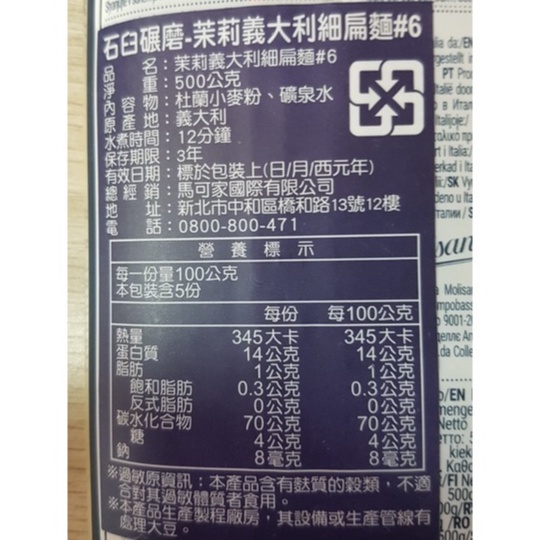 石臼碾磨-茉莉義大利細扁麵#6
品名：茉莉義大利細扁麵#6
淨重：500公克
內容物：杜蘭小麥粉、礦泉水
原產地：義大利
水煮時間：12分鐘
保存期限：3年
有效日期：標於包裝上(日/月/西元年)
總經銷：馬可家國際有限公司
地址：新北市中和區橋和路13號12樓
電話：0800-800-471
營養標示
每一份量100公克
本包裝含5份
每份 每100公克
熱量 345大卡 345大卡
蛋白質 14公克 14公克
脂肪 1公克 1公克
飽和脂肪 0.3公克 0.3公克
反式脂肪 0公克 0公克
碳水化合物 70公克 70公克
糖 4公克 4公克
鈉 8毫克 8毫克
※過敏原資訊：本產品含有麩質的穀類，不適
合對其過敏體質者食用。
※本產品生產製程廠房，其設備或生產管線有
處理大豆。